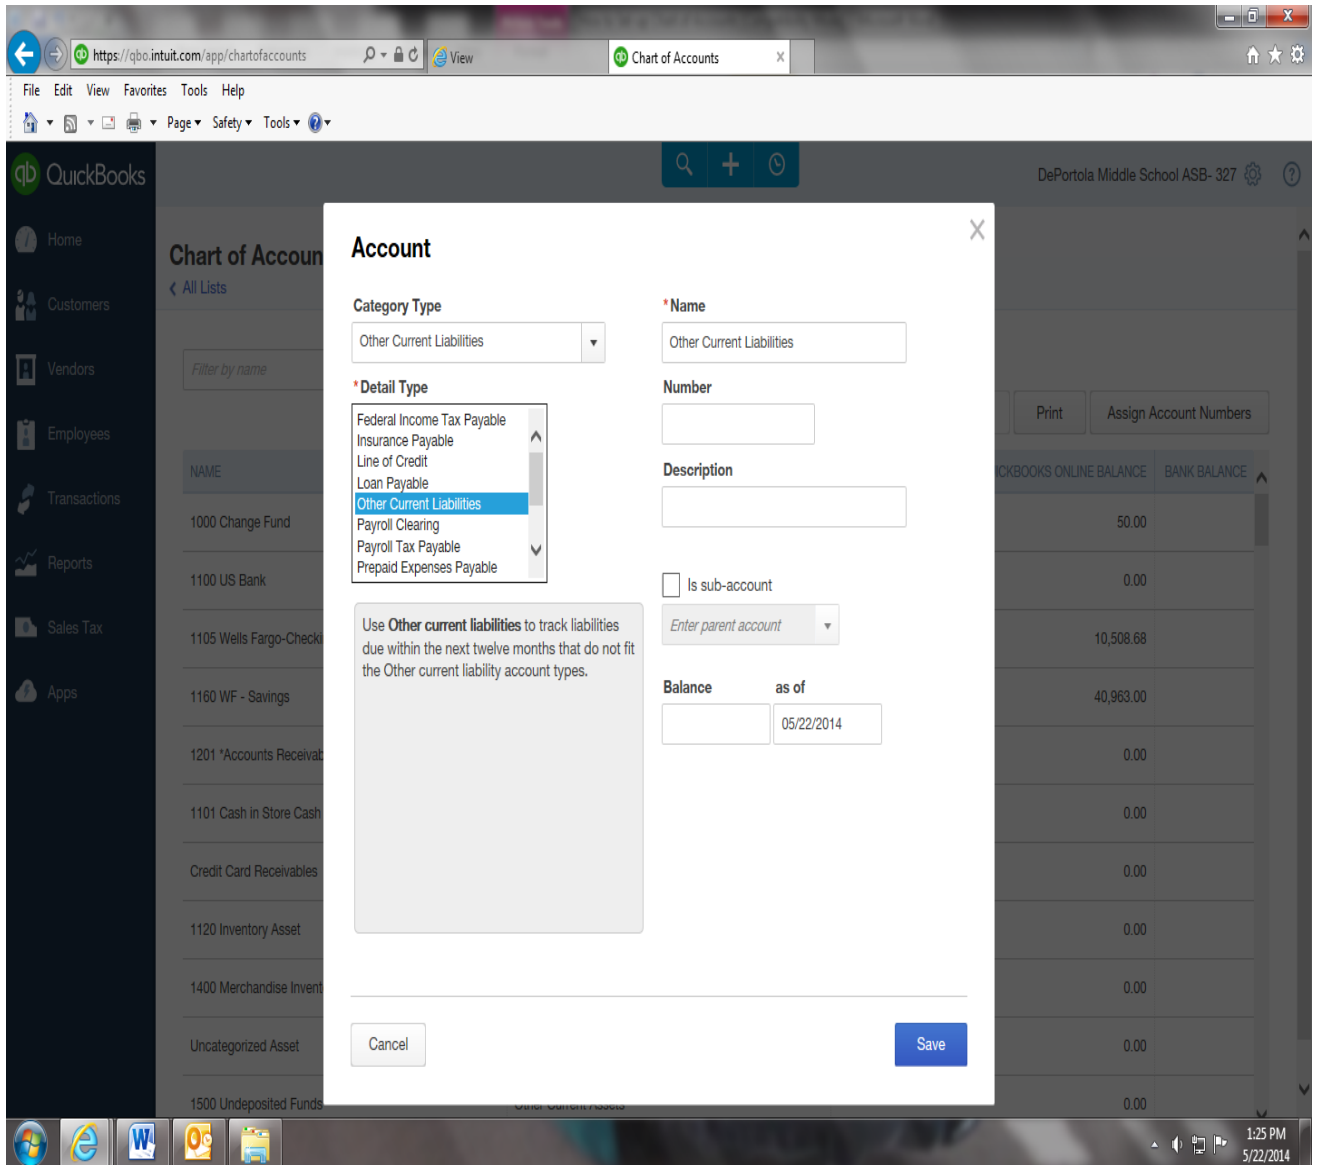 https://qbo.intuit.com/app/chartofaccounts
View
Chart of Accounts
File Edit View Favorites Tools Help
Page Safety Tools
qb QuickBooks
DePortola Middle School ASB- 327
Home
Customers
Vendors
Employees
Transactions
Reports
Sales Tax
Apps
Chart of Accoun
All Lists
Filter by name
Print
Assign Account Numbers
NAME
ICKBOOKS ONLINE BALANCE
BANK BALANCE
1000 Change Fund
50.00
1100 US Bank
0.00
1105 Wells Fargo-Checki
10,508.68
1160 WF - Savings
40,963.00
1201 *Accounts Receivab
0.00
1101 Cash in Store Cash
0.00
Credit Card Receivables
0.00
1120 Inventory Asset
0.00
1400 Merchandise Invent
0.00
Uncategorized Asset
0.00
1500 Undeposited Funds
Other Current Assets
0.00
Account
X
Category Type
Other Current Liabilities
*Detail Type
Federal Income Tax Payable
Insurance Payable
Line of Credit
Loan Payable
Other Current Liabilities
Payroll Clearing
Payroll Tax Payable
Prepaid Expenses Payable
Use Other current liabilities to track liabilities
due within the next twelve months that do not fit
the Other current liability account types.
*Name
Other Current Liabilities
Number
Description
Is sub-account
Enter parent account
Balance as of
05/22/2014
Cancel
Save
1:25 PM
5/22/2014